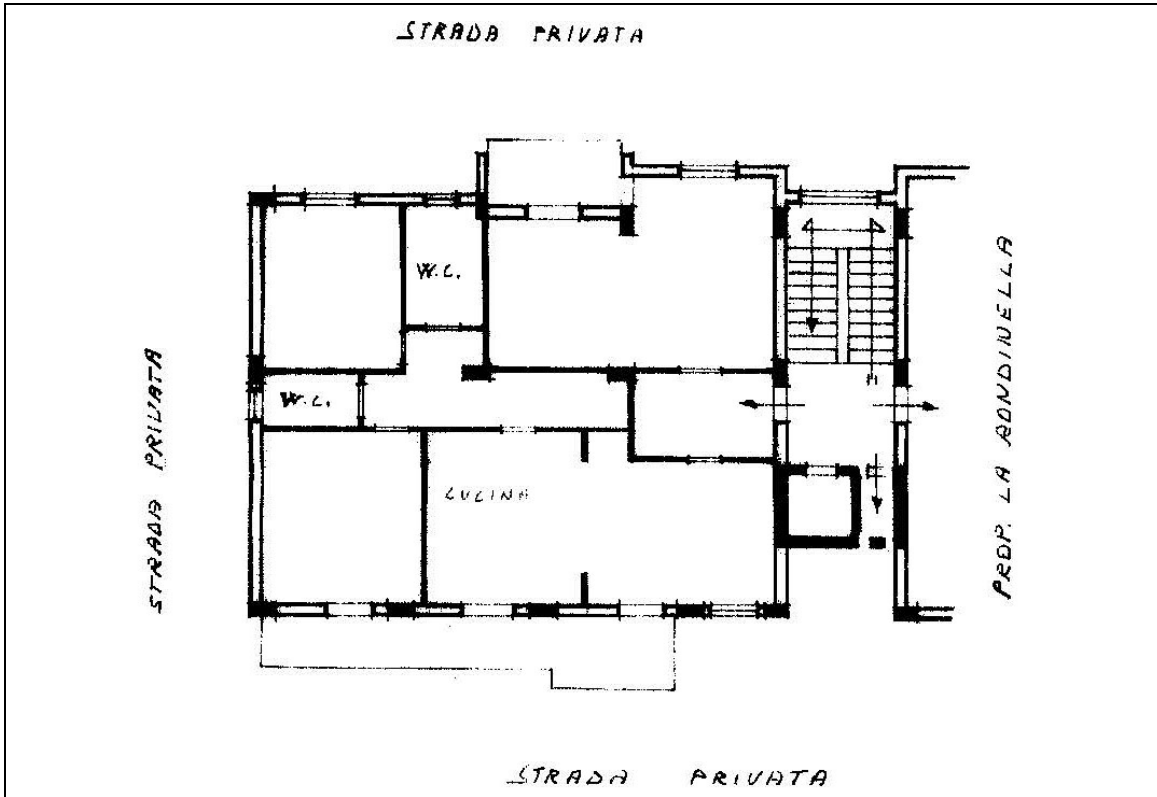 STRADA PRIVATA
W.C.
STRADA PRIVATA
W.C.
CUCINA
PROP. LA RONDINELLA
STRADA PRIVATA